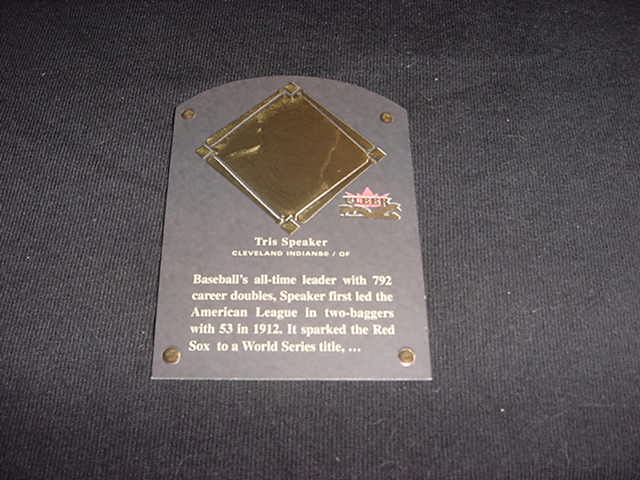 FLEER
Tris Speaker
CLEVELAND INDIANS® / OF
Baseball's all-time leader with 792
career doubles, Speaker first led the
American League in two-baggers
with 53 in 1912. It sparked the Red
Sox to a World Series title, ...